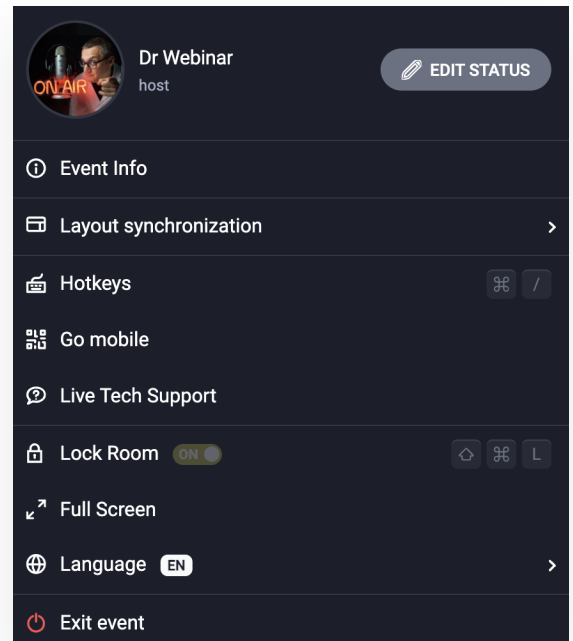 ON AIR
Dr Webinar
host
EDIT STATUS
Event Info
Layout synchronization
Hotkeys ⌘ /
Go mobile
Live Tech Support
Lock Room ON ⇧ ⌘ L
Full Screen
Language EN
Exit event